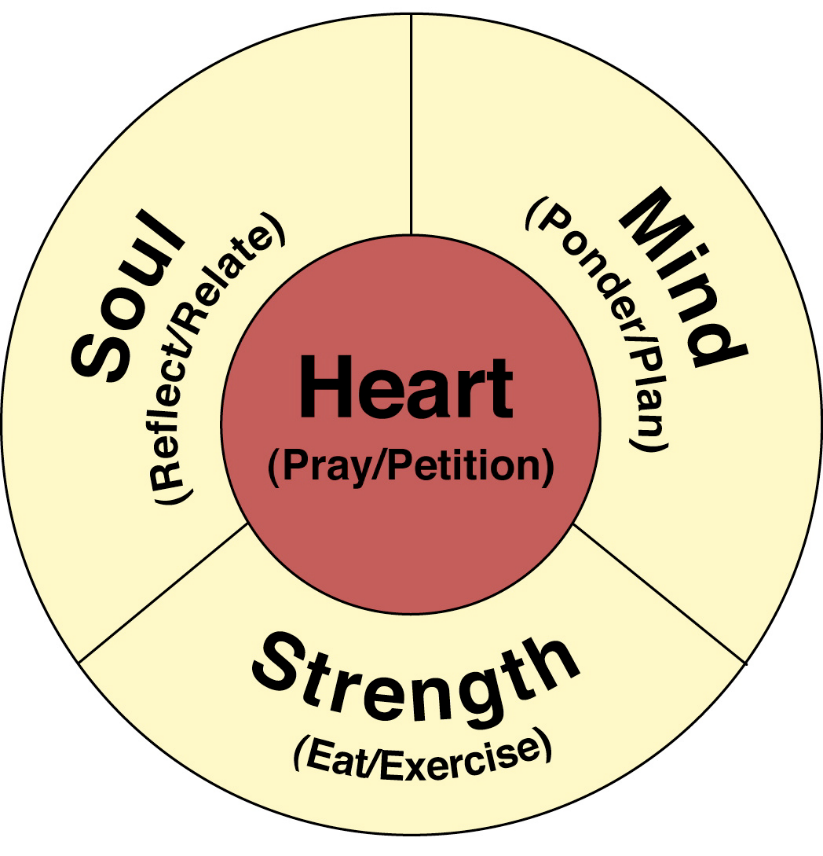 Soul
(Reflect/Relate)
Mind
(Ponder/Plan)
Heart
(Pray/Petition)
Strength
(Eat/Exercise)